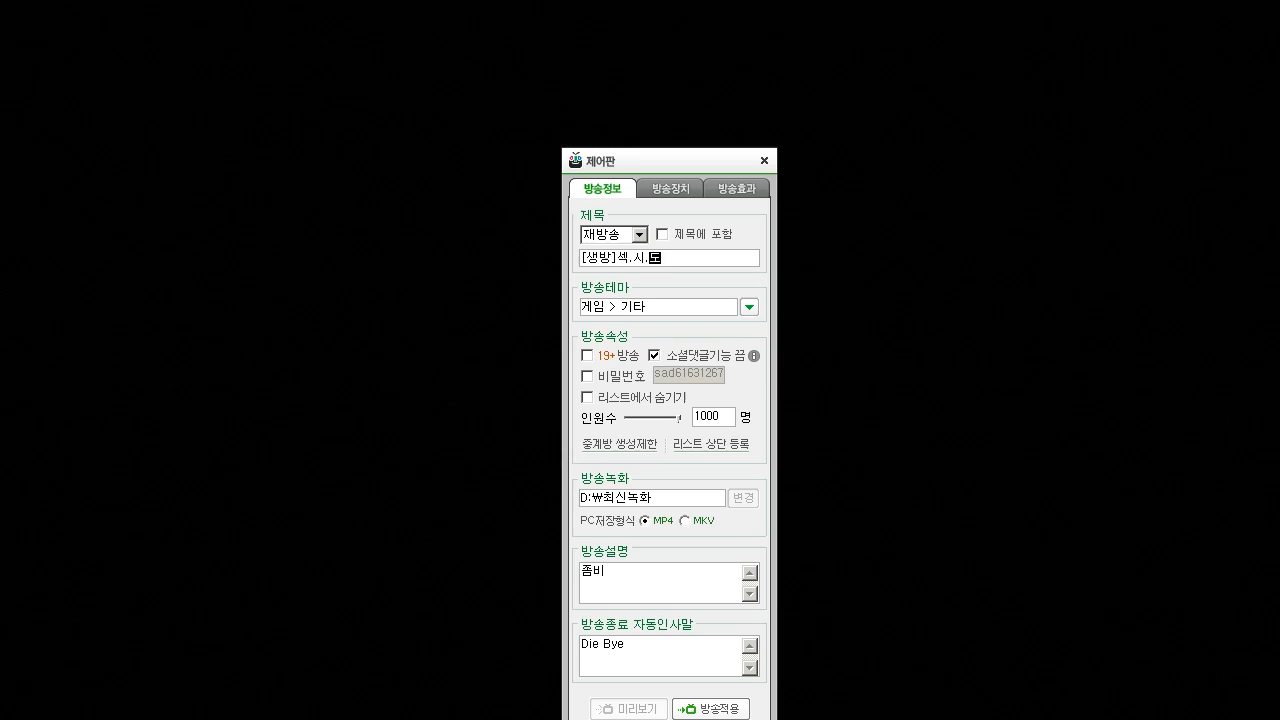 제어판
방송정보 방송장치 방송효과
제목
재방송 제목에 포함
[생방]섹.시.도
방송테마
게임 > 기타
방송속성
19+방송 소셜댓글기능 끔
비밀번호 sad61631267
리스트에서 숨기기
인원수 1000 명
중계방 생성제한 리스트 상단 등록
방송녹화
D:₩최신녹화 변경
PC저장형식 MP4 MKV
방송설명
좀비
방송종료 자동인사말
Die Bye
미리보기 방송적용